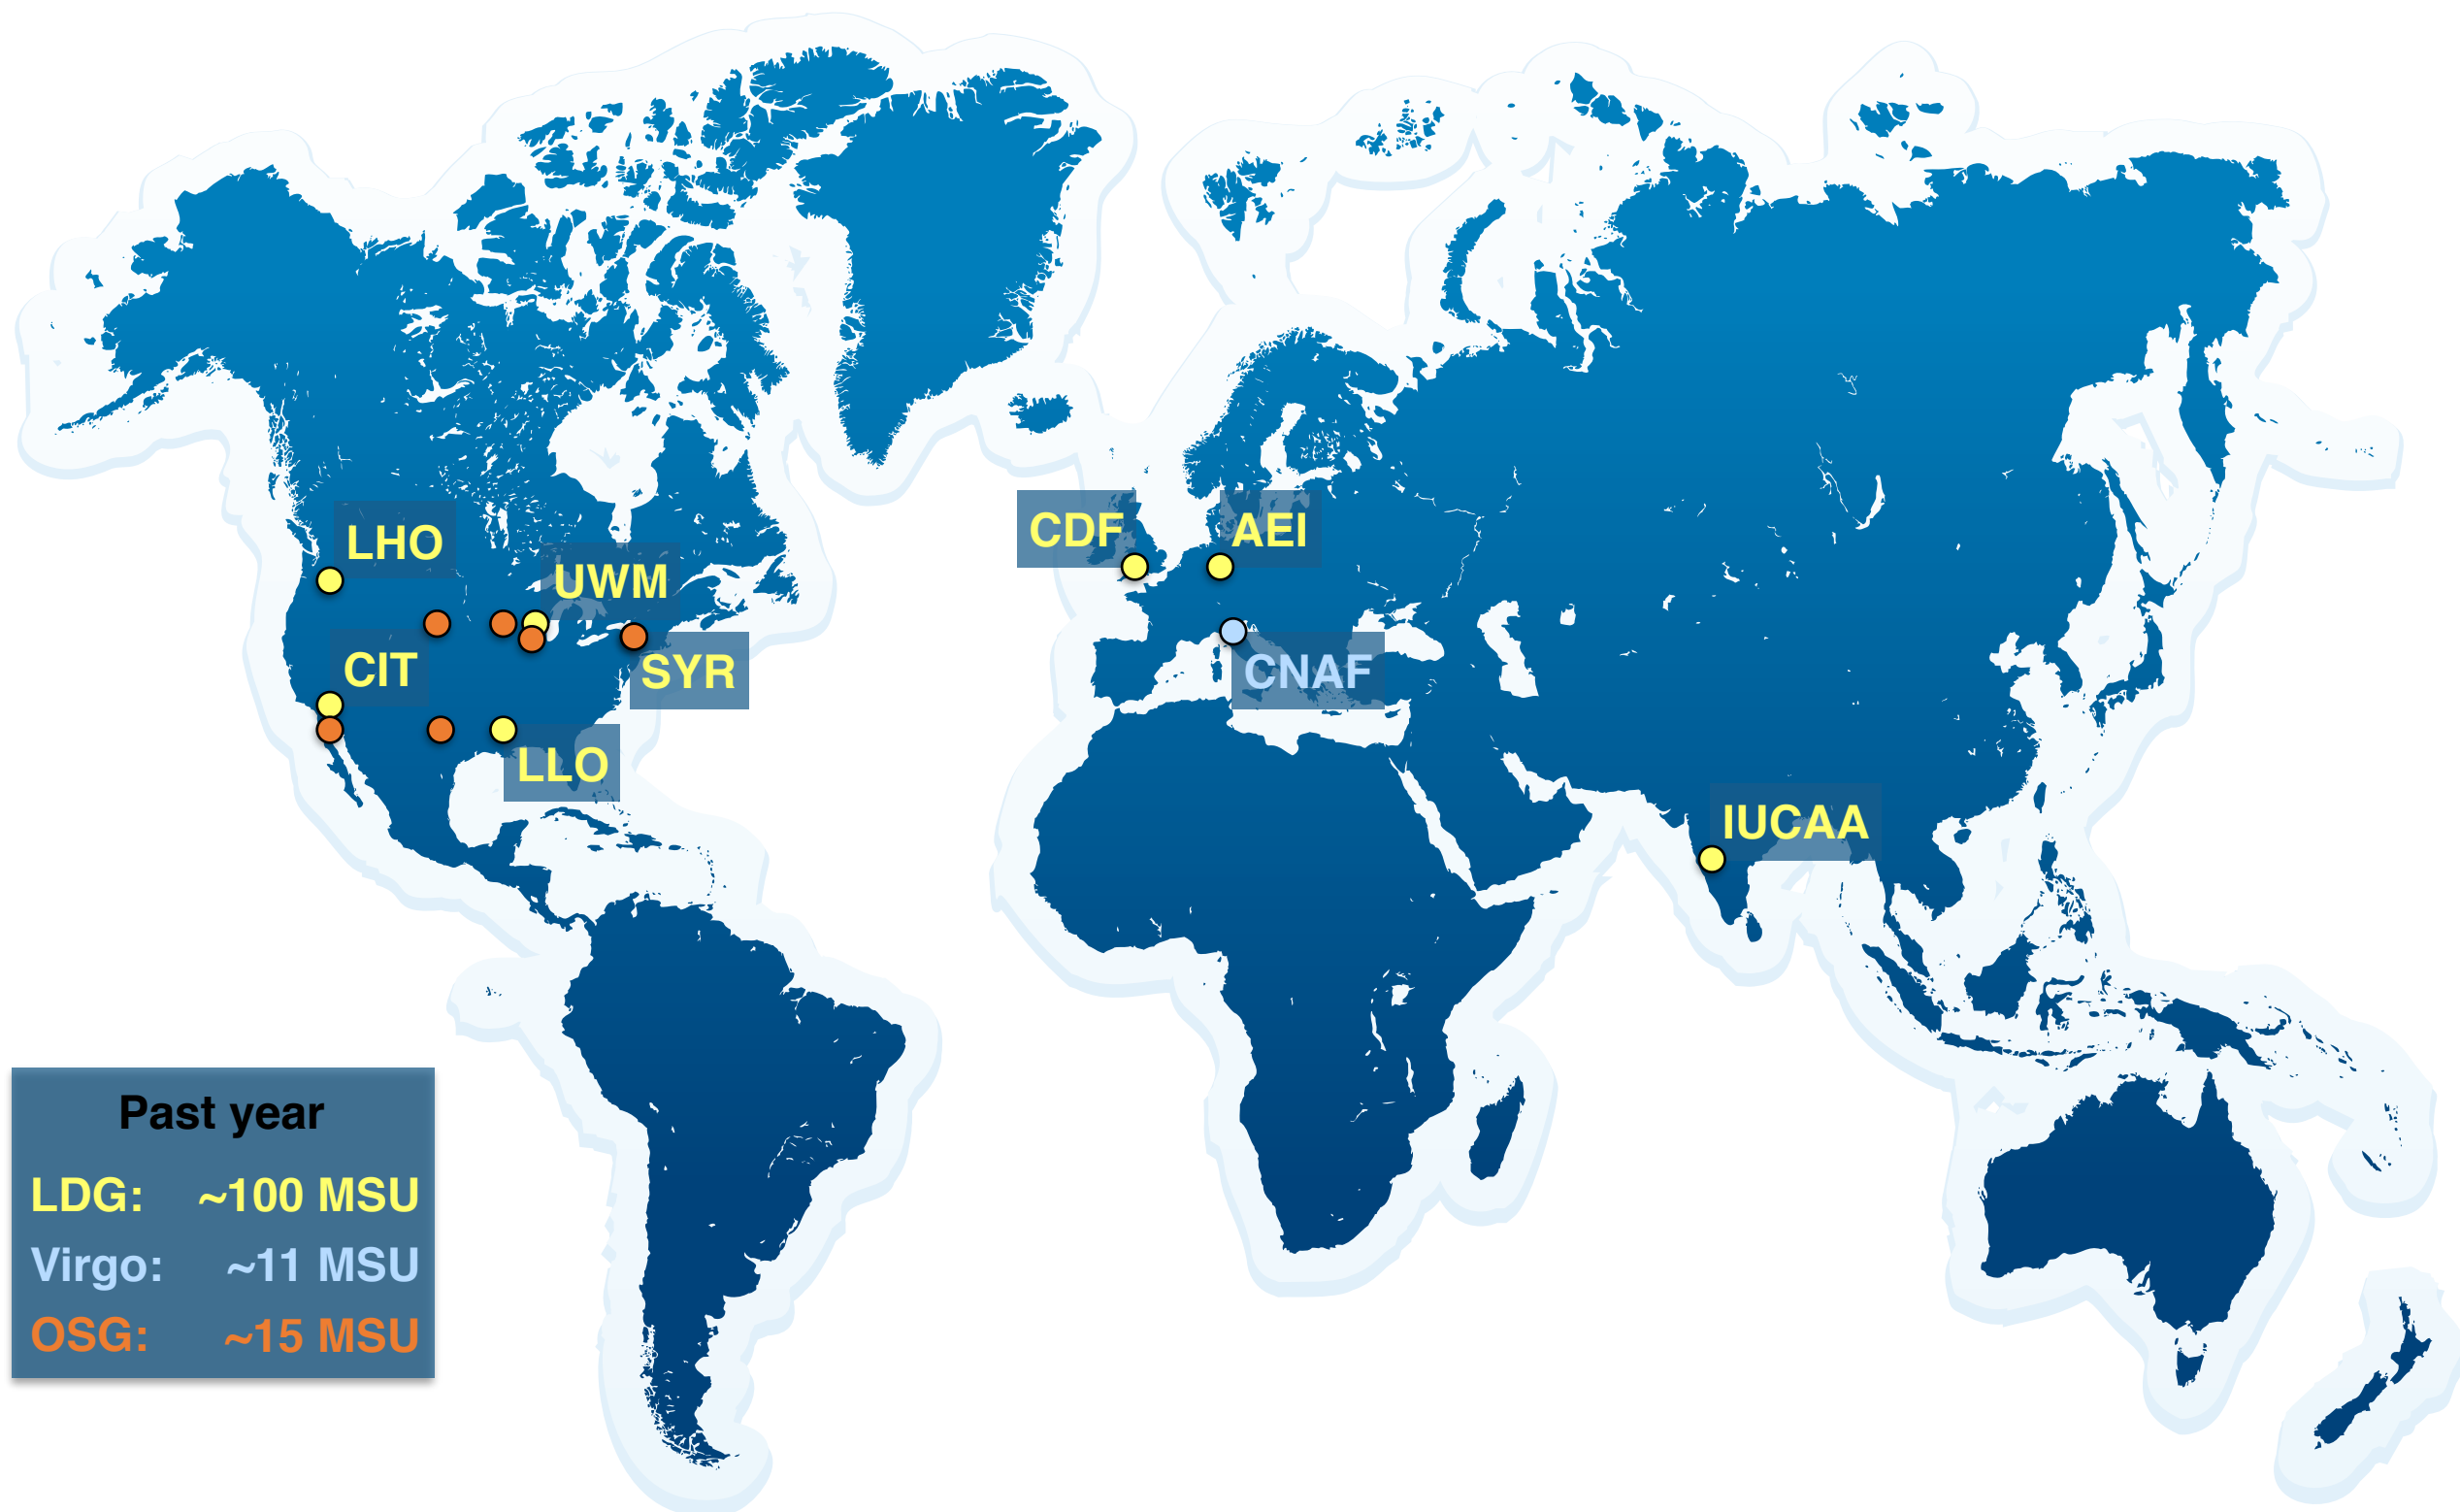 LHO
CDF
AEI
UWM
CIT
SYR
CNAF
LLO
IUCAA
Past year
LDG: ~100 MSU
Virgo: ~11 MSU
OSG: ~15 MSU